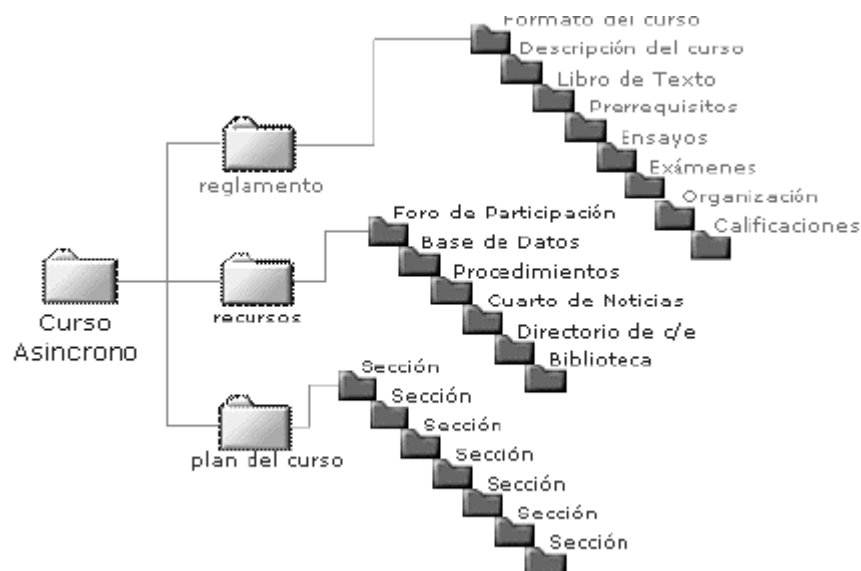 Formato del curso
Descripción del curso
Libro de Texto
Prerrequisitos
Ensayos
Exámenes
Organización
Calificaciones
reglamento
Foro de Participación
Base de Datos
Procedimientos
Cuarto de Noticias
Directorio de c/e
Biblioteca
recursos
Curso
Asincrono
Sección
Sección
Sección
Sección
Sección
Sección
Sección
plan del curso